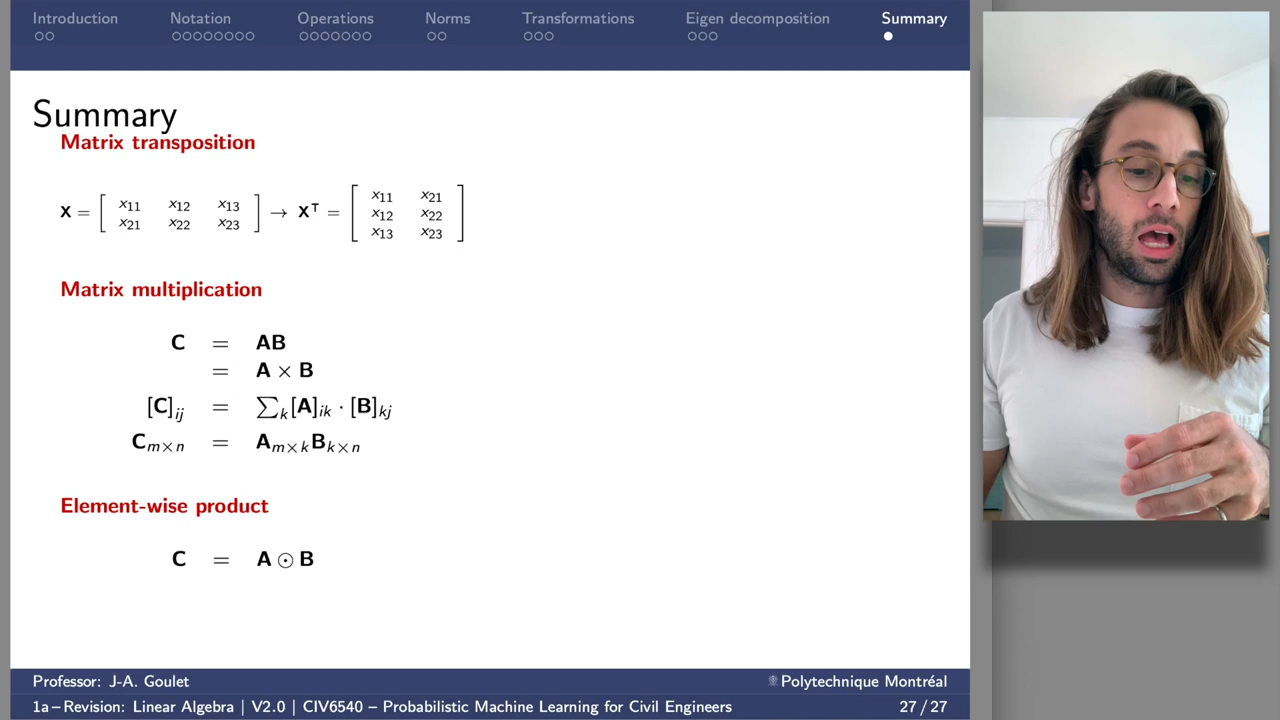 Introduction Notation Operations Norms Transformations Eigen decomposition Summary
Summary
Matrix transposition
X = [ x11 x12 x13 x21 x22 x23 ] → X⊤ = [ x11 x21 x12 x22 x13 x23 ]
Matrix multiplication
C = AB
= A × B
[C]ij = ∑k[A]ik · [B]kj
Cm×n = Am×kBk×n
Element-wise product
C = A ⊙ B
Professor: J-A. Goulet Polytechnique Montréal
1a – Revision: Linear Algebra | V2.0 | CIV6540 – Probabilistic Machine Learning for Civil Engineers 27 / 27